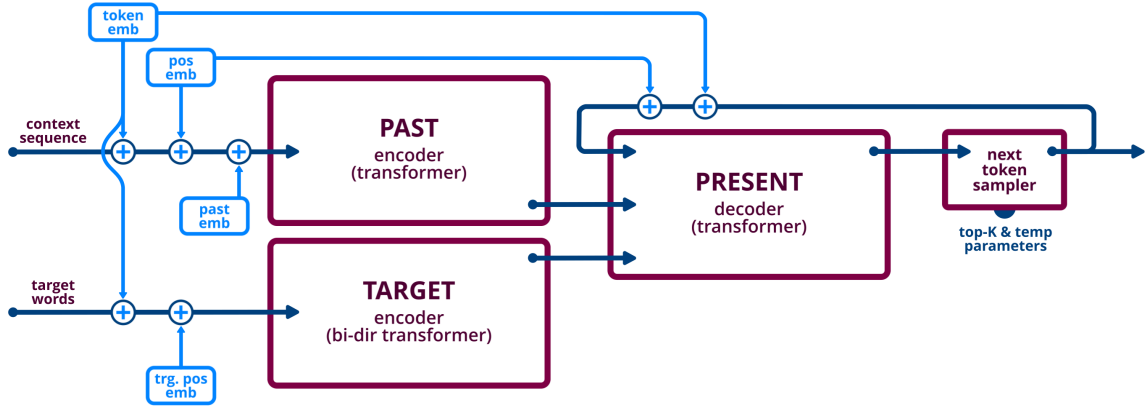 token
emb
pos
emb
context
sequence
PAST
encoder
(transformer)
past
emb
PRESENT
decoder
(transformer)
next
token
sampler
top-K & temp
parameters
target
words
TARGET
encoder
(bi-dir transformer)
trg. pos
emb